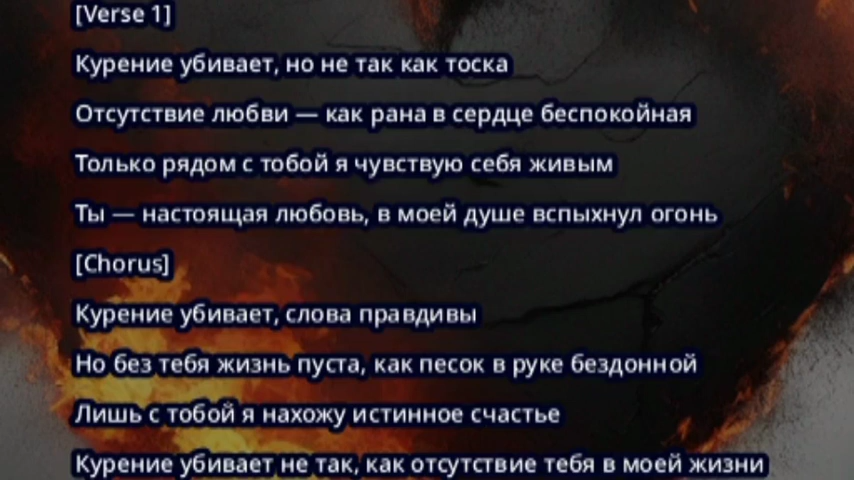 [Verse 1]
Курение убивает, но не так как тоска
Отсутствие любви — как рана в сердце беспокойная
Только рядом с тобой я чувствую себя живым
Ты — настоящая любовь, в моей душе вспыхнул огонь
[Chorus]
Курение убивает, слова правдивы
Но без тебя жизнь пуста, как песок в руке бездонной
Лишь с тобой я нахожу истинное счастье
Курение убивает не так, как отсутствие тебя в моей жизни